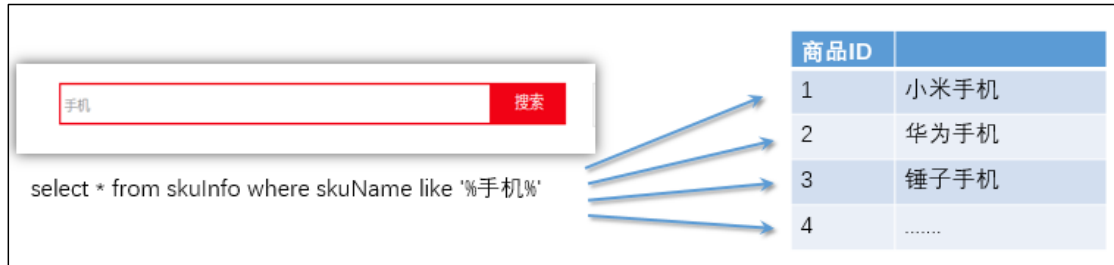 手机
搜索
select * from skuInfo where skuName like '%手机%'
商品ID
1 小米手机
2 华为手机
3 锤子手机
4 .......